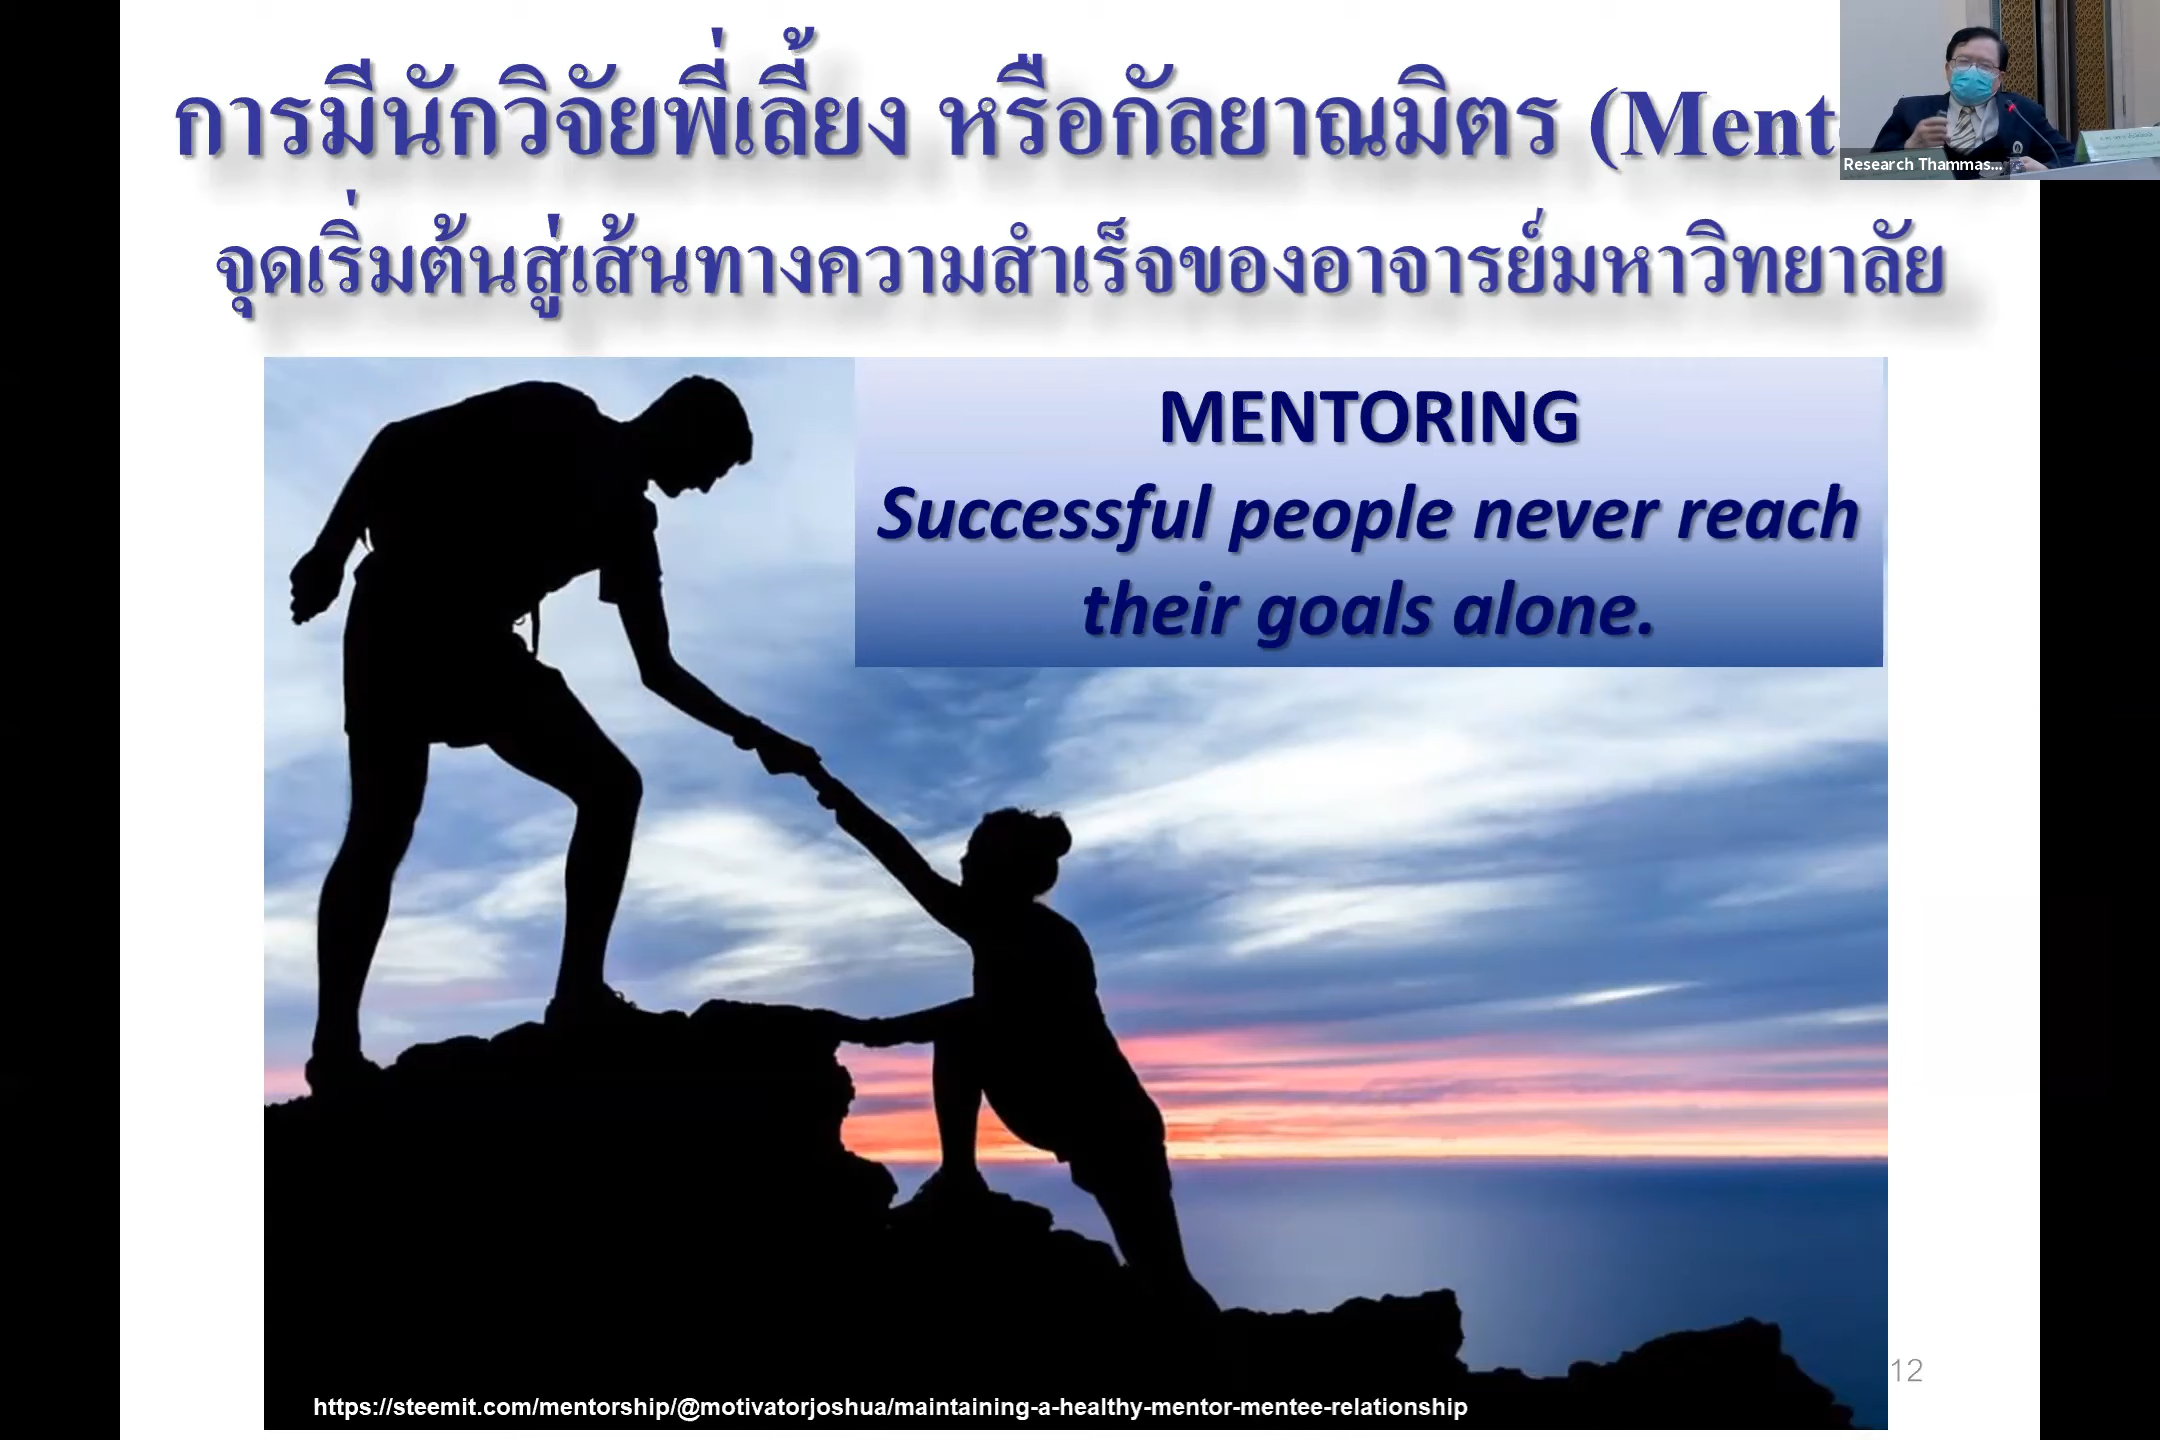 การมีนักวิจัยพี่เลี้ยง หรือกัลยาณมิตร (Ment
จุดเริ่มต้นสู่เส้นทางความสำเร็จของอาจารย์มหาวิทยาลัย
Research Thammas...
MENTORING
Successful people never reach
their goals alone.
12
https://steemit.com/mentorship/@motivatorjoshua/maintaining-a-healthy-mentor-mentee-relationship